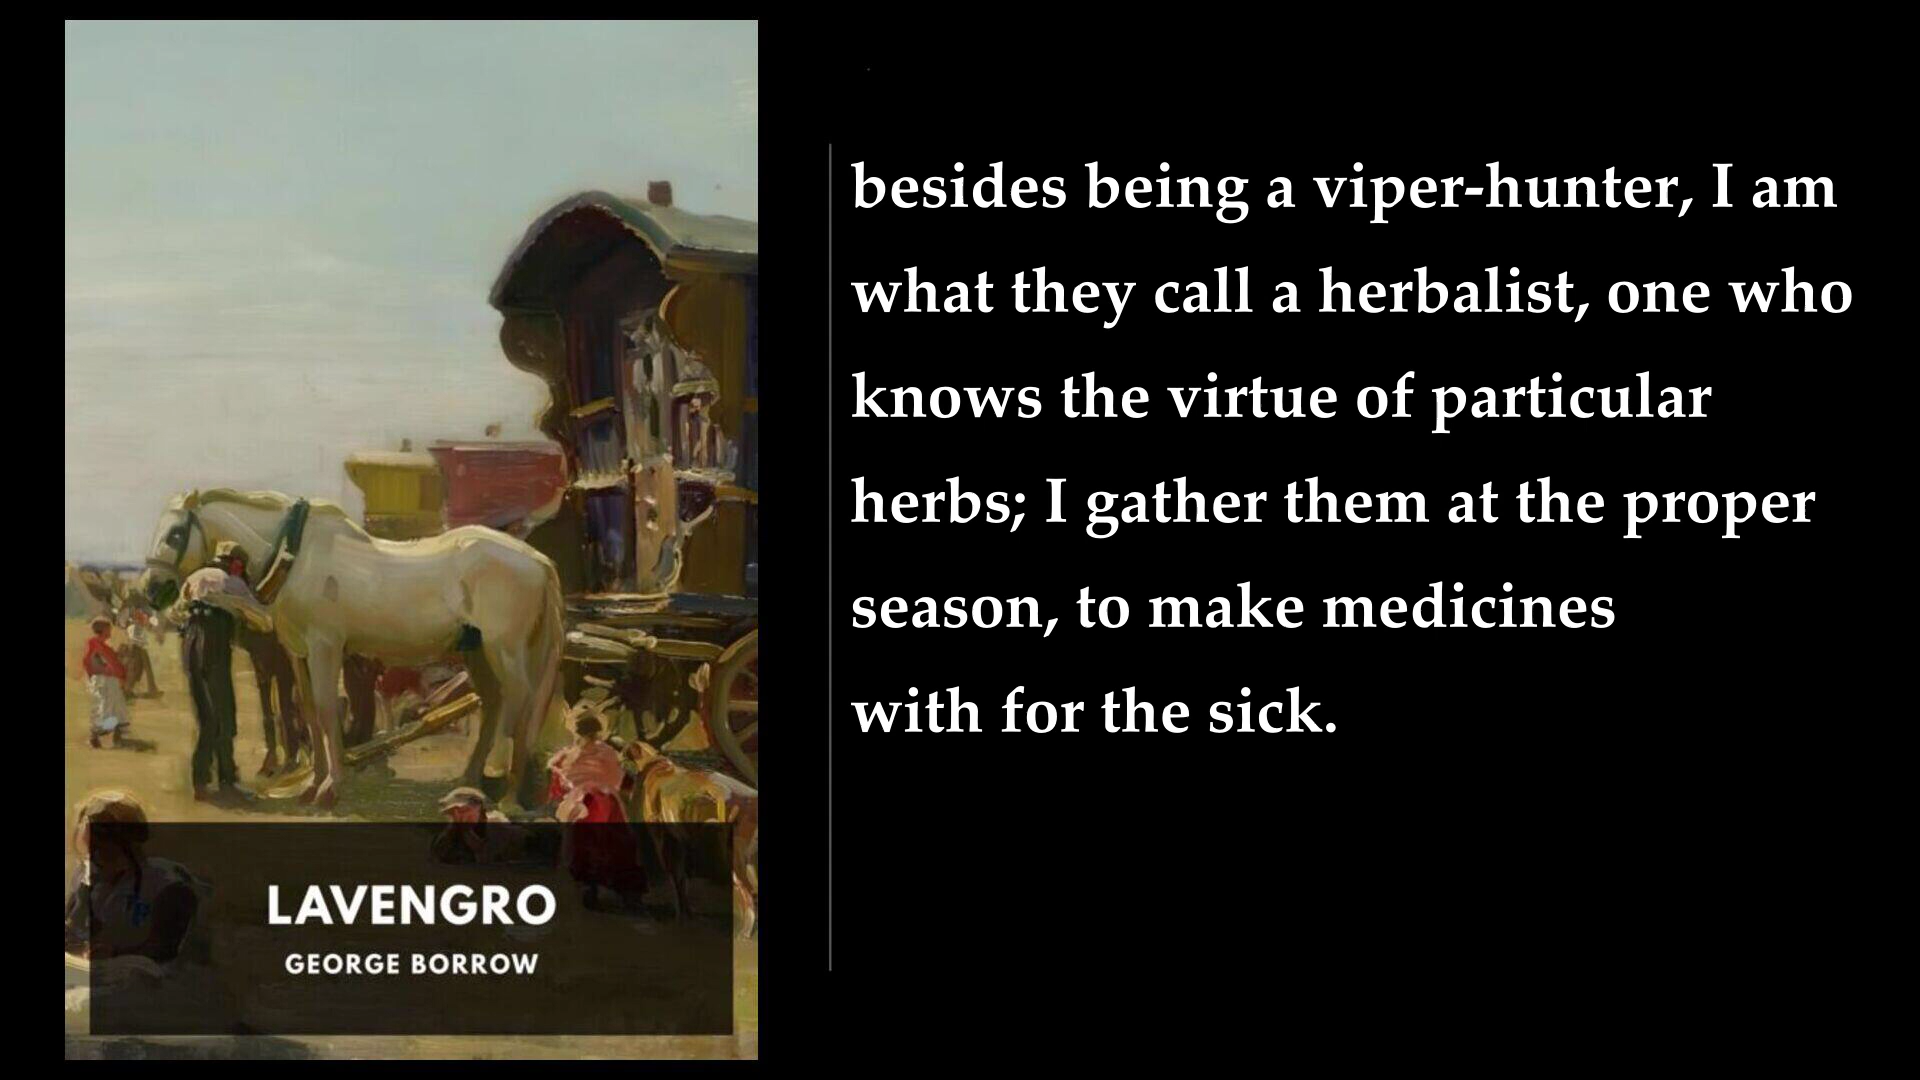 besides being a viper-hunter, I am
what they call a herbalist, one who
knows the virtue of particular
herbs; I gather them at the proper
season, to make medicines
with for the sick.
LAVENGRO
GEORGE BORROW